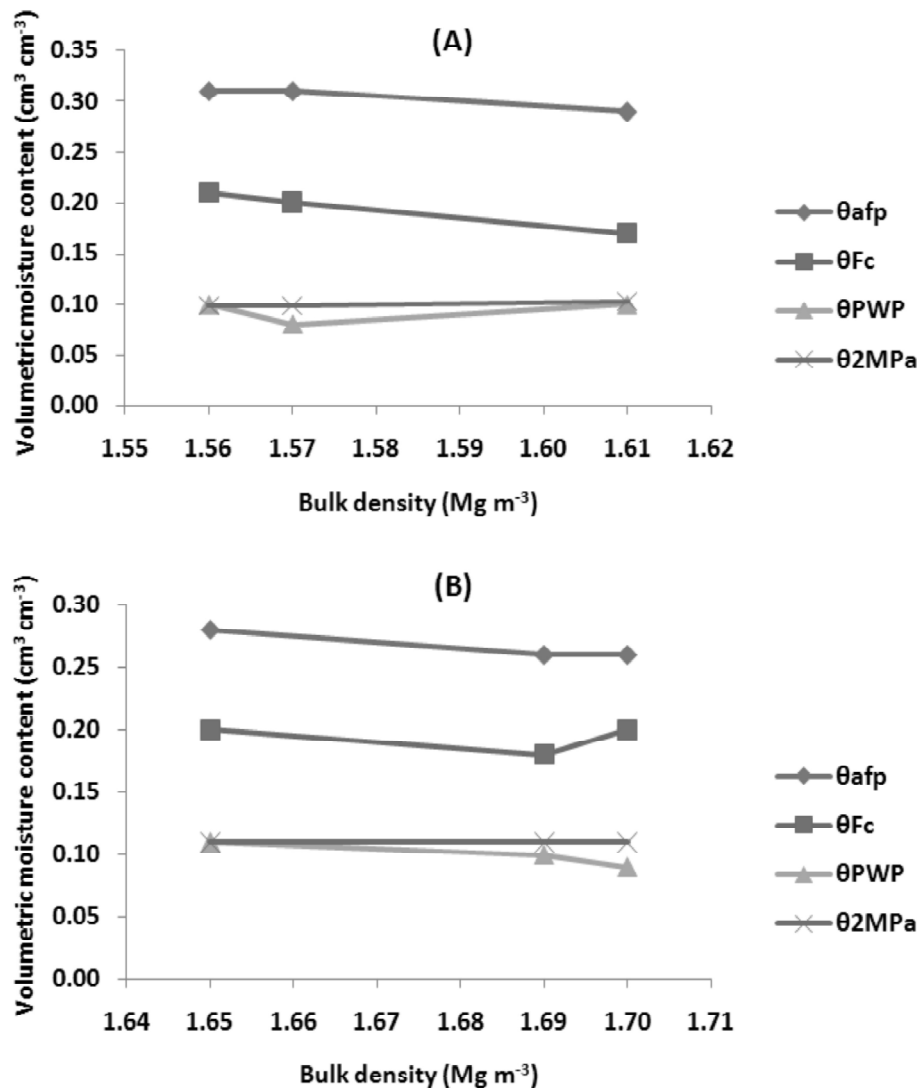 (A)
Volumetric moisture content (cm³ cm⁻³)
0.35
0.30
0.25
0.20
0.15
0.10
0.05
0.00
1.55 1.56 1.57 1.58 1.59 1.60 1.61 1.62
Bulk density (Mg m⁻³)
θafp
θFc
θPWP
θ2MPa
(B)
Volumetric moisture content (cm³ cm⁻³)
0.30
0.25
0.20
0.15
0.10
0.05
0.00
1.64 1.65 1.66 1.67 1.68 1.69 1.70 1.71
Bulk density (Mg m⁻³)
θafp
θFc
θPWP
θ2MPa